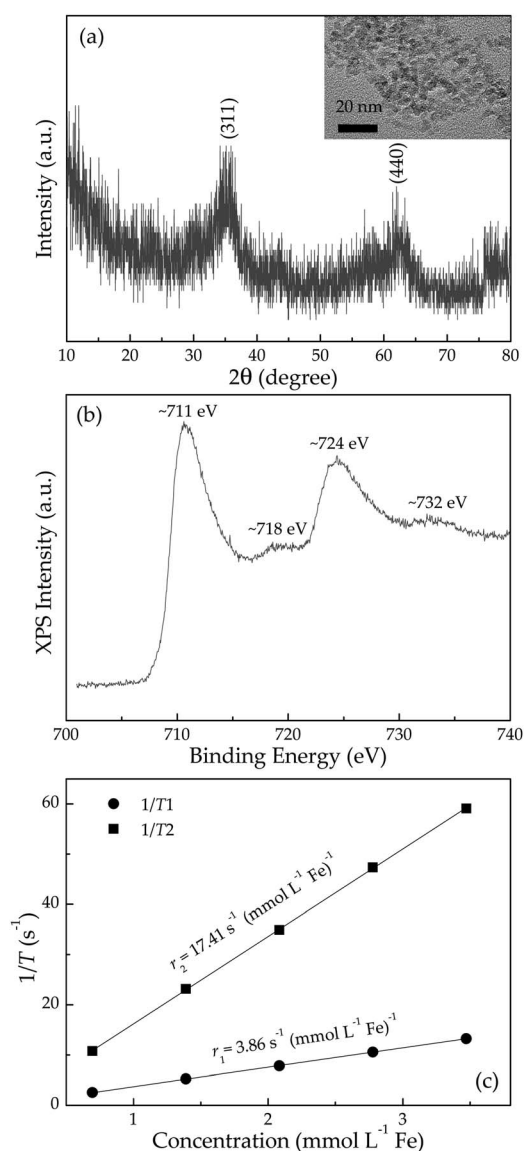 (a)
20 nm
(311)
(440)
Intensity (a.u.)
10 20 30 40 50 60 70 80
2θ (degree)
(b)
~711 eV
~724 eV
~718 eV
~732 eV
XPS Intensity (a.u.)
700 710 720 730 740
Binding Energy (eV)
60
40
20
0
1/T1
1/T2
r₂ = 17.41 s⁻¹ (mmol L⁻¹ Fe)⁻¹
r₁ = 3.86 s⁻¹ (mmol L⁻¹ Fe)⁻¹
1/T (s⁻¹)
(c)
1 2 3
Concentration (mmol L⁻¹ Fe)